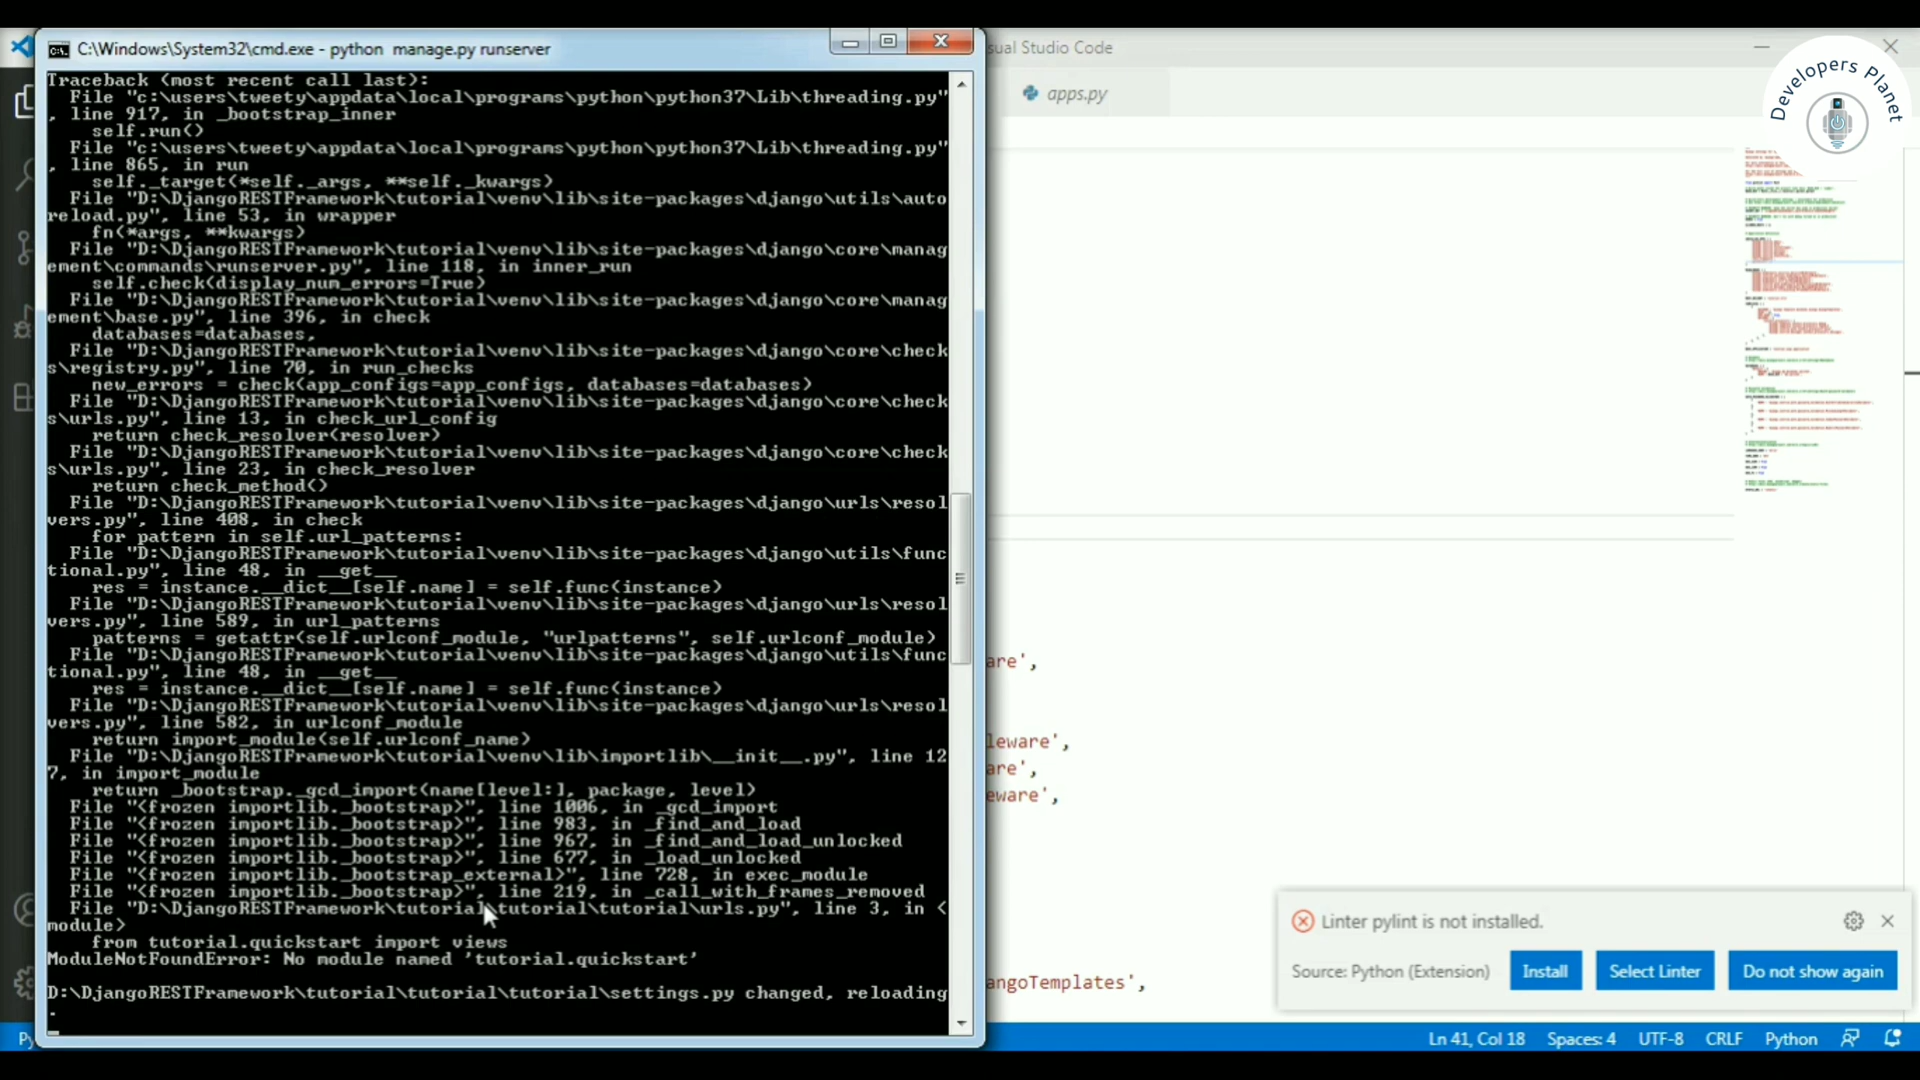 C:\Windows\System32\cmd.exe - python  manage.py runserver
sual Studio Code
apps.py
Developers Planet
Traceback (most recent call last):
File "c:\users\tweety\appdata\local\programs\python\python37\Lib\threading.py"
, line 917, in _bootstrap_inner
self.run()
File "c:\users\tweety\appdata\local\programs\python\python37\Lib\threading.py"
, line 865, in run
self._target(*self._args, **self._kwargs)
File "D:\DjangoRESTFramework\tutorial\venv\lib\site-packages\django\utils\auto
reload.py", line 53, in wrapper
fn(*args, **kwargs)
File "D:\DjangoRESTFramework\tutorial\venv\lib\site-packages\django\core\manag
ement\commands\runserver.py", line 118, in inner_run
self.check(display_num_errors=True)
File "D:\DjangoRESTFramework\tutorial\venv\lib\site-packages\django\core\manag
ement\base.py", line 396, in check
databases=databases,
File "D:\DjangoRESTFramework\tutorial\venv\lib\site-packages\django\core\check
s\registry.py", line 70, in run_checks
new_errors = check(app_configs=app_configs, databases=databases)
File "D:\DjangoRESTFramework\tutorial\venv\lib\site-packages\django\core\check
s\urls.py", line 13, in check_url_config
return check_resolver(resolver)
File "D:\DjangoRESTFramework\tutorial\venv\lib\site-packages\django\core\check
s\urls.py", line 23, in check_resolver
return check_method()
File "D:\DjangoRESTFramework\tutorial\venv\lib\site-packages\django\urls\resol
vers.py", line 408, in check
for pattern in self.url_patterns:
File "D:\DjangoRESTFramework\tutorial\venv\lib\site-packages\django\utils\func
tional.py", line 48, in __get__
res = instance.__dict__[self.name] = self.func(instance)
File "D:\DjangoRESTFramework\tutorial\venv\lib\site-packages\django\urls\resol
vers.py", line 589, in url_patterns
patterns = getattr(self.urlconf_module, "urlpatterns", self.urlconf_module)
File "D:\DjangoRESTFramework\tutorial\venv\lib\site-packages\django\utils\func
tional.py", line 48, in __get__
res = instance.__dict__[self.name] = self.func(instance)
File "D:\DjangoRESTFramework\tutorial\venv\lib\site-packages\django\urls\resol
vers.py", line 582, in urlconf_module
return import_module(self.urlconf_name)
File "D:\DjangoRESTFramework\tutorial\venv\lib\importlib\__init__.py", line 12
7, in import_module
return _bootstrap._gcd_import(name[level:], package, level)
File "<frozen importlib._bootstrap>", line 1006, in _gcd_import
File "<frozen importlib._bootstrap>", line 983, in _find_and_load
File "<frozen importlib._bootstrap>", line 967, in _find_and_load_unlocked
File "<frozen importlib._bootstrap>", line 677, in _load_unlocked
File "<frozen importlib._bootstrap_external>", line 728, in exec_module
File "<frozen importlib._bootstrap>", line 219, in _call_with_frames_removed
File "D:\DjangoRESTFramework\tutorial\tutorial\tutorial\urls.py", line 3, in <
module>
from tutorial.quickstart import views
ModuleNotFoundError: No module named 'tutorial.quickstart'
D:\DjangoRESTFramework\tutorial\tutorial\tutorial\settings.py changed, reloading
.
are',
leware',
are',
eware',
angoTemplates',
Linter pylint is not installed.
Source: Python (Extension)
Install
Select Linter
Do not show again
Py
Ln 41, Col 18
Spaces: 4
UTF-8
CRLF
Python